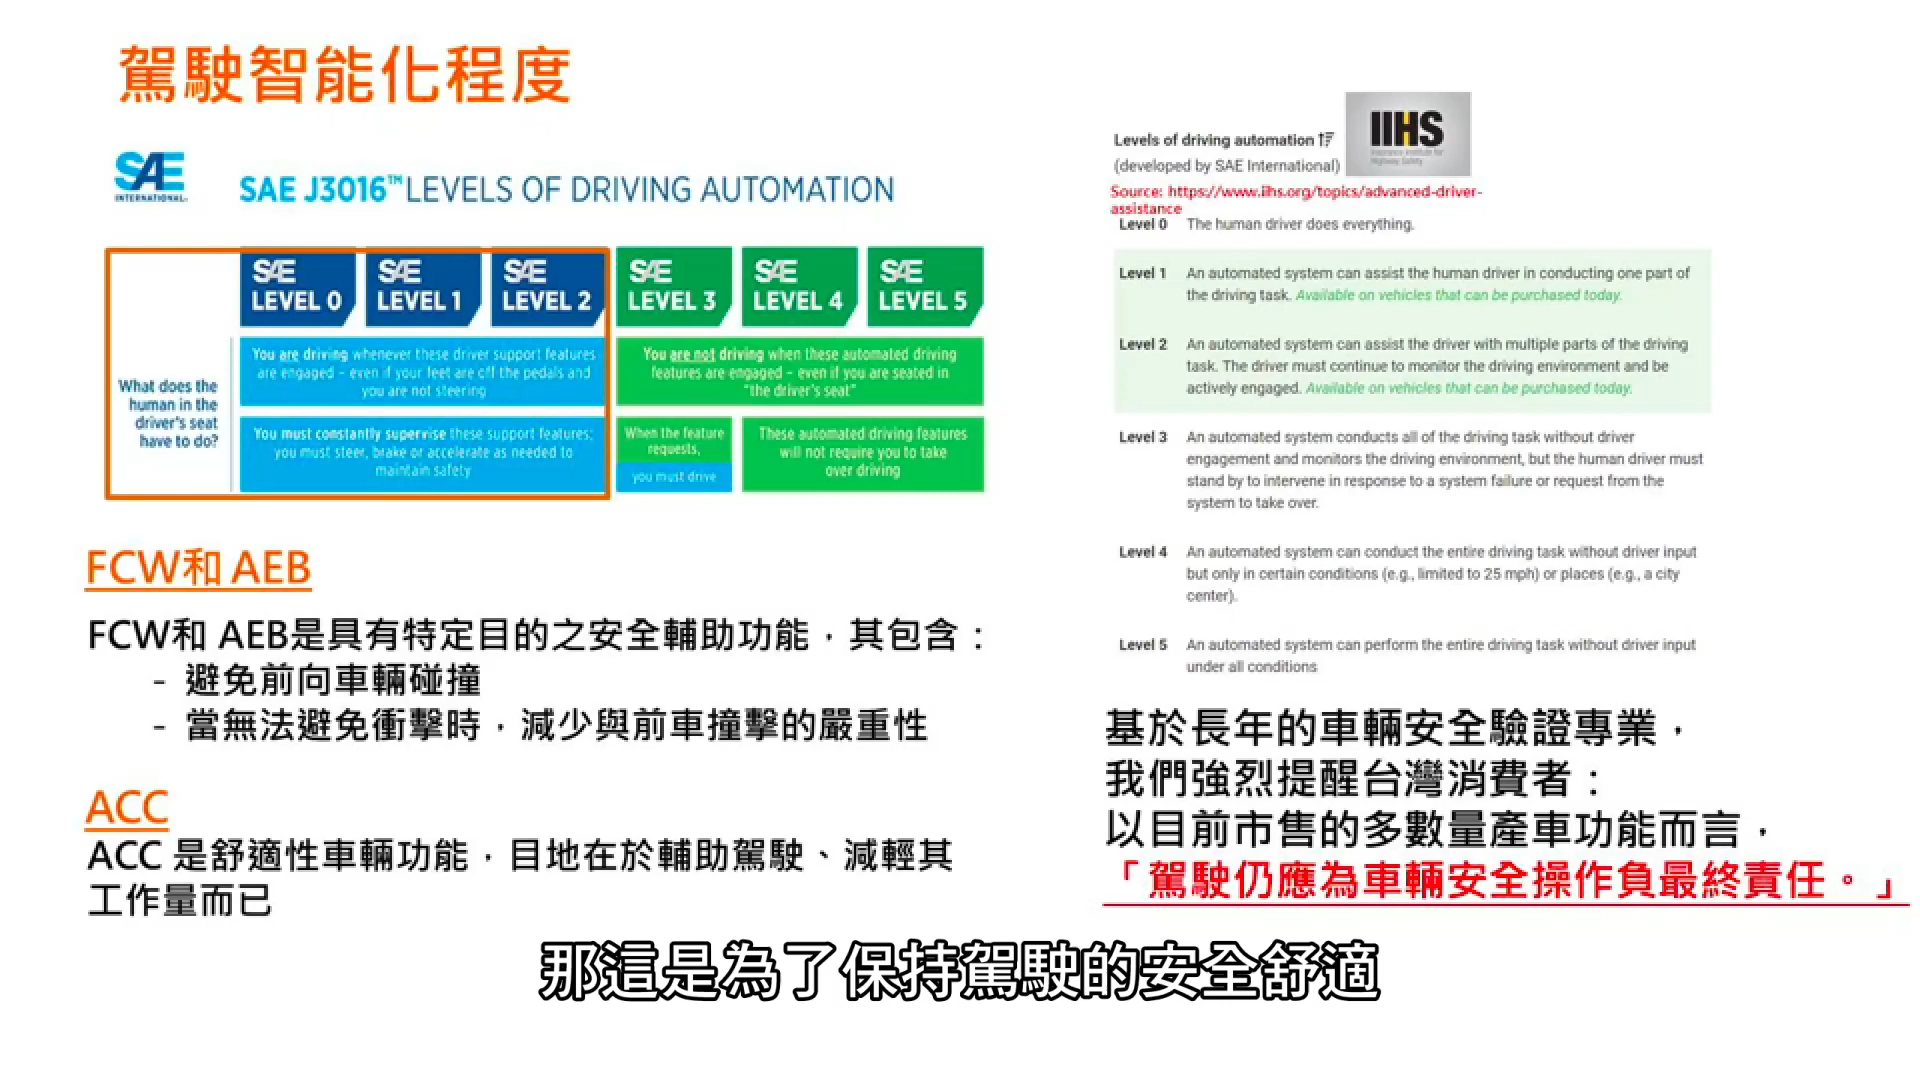 駕駛智能化程度
SAE
INTERNATIONAL®
SAE J3016™ LEVELS OF DRIVING AUTOMATION
SAE LEVEL 0
SAE LEVEL 1
SAE LEVEL 2
SAE LEVEL 3
SAE LEVEL 4
SAE LEVEL 5
What does the
human in the
driver's seat
have to do?
You are driving whenever these driver support features
are engaged – even if your feet are off the pedals and
you are not steering
You are not driving when these automated driving
features are engaged – even if you are seated in
"the driver's seat"
You must constantly supervise these support features;
you must steer, brake or accelerate as needed to
maintain safety
When the feature
requests,
you must drive
These automated driving features
will not require you to take
over driving
FCW和 AEB
FCW和 AEB是具有特定目的之安全輔助功能，其包含：
- 避免前向車輛碰撞
- 當無法避免衝擊時，減少與前車撞擊的嚴重性
ACC
ACC 是舒適性車輛功能，目地在於輔助駕駛、減輕其
工作量而已
Levels of driving automation
(developed by SAE International)
IIHS
Insurance Institute for
Highway Safety
Source: https://www.iihs.org/topics/advanced-driver-
assistance
Level 0 The human driver does everything.
Level 1 An automated system can assist the human driver in conducting one part of
the driving task. Available on vehicles that can be purchased today.
Level 2 An automated system can assist the driver with multiple parts of the driving
task. The driver must continue to monitor the driving environment and be
actively engaged. Available on vehicles that can be purchased today.
Level 3 An automated system conducts all of the driving task without driver
engagement and monitors the driving environment, but the human driver must
stand by to intervene in response to a system failure or request from the
system to take over.
Level 4 An automated system can conduct the entire driving task without driver input
but only in certain conditions (e.g., limited to 25 mph) or places (e.g., a city
center).
Level 5 An automated system can perform the entire driving task without driver input
under all conditions
基於長年的車輛安全驗證專業，
我們強烈提醒台灣消費者：
以目前市售的多數量產車功能而言，
「駕駛仍應為車輛安全操作負最終責任。」
那這是為了保持駕駛的安全舒適